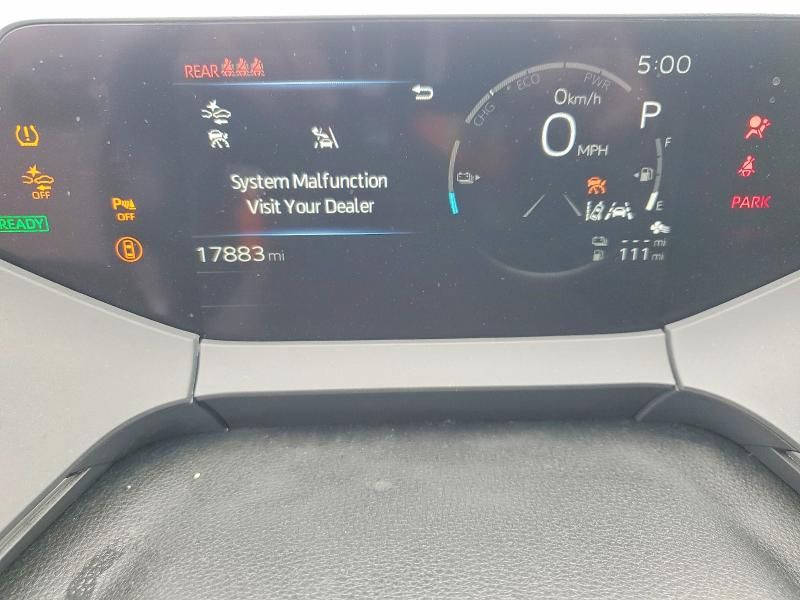 REAR
5:00
CHG ECO PWR
0km/h
P
0 MPH
F
OFF
System Malfunction
Visit Your Dealer
READY
OFF
PARK
E
17883 mi
--- mi
111 mi